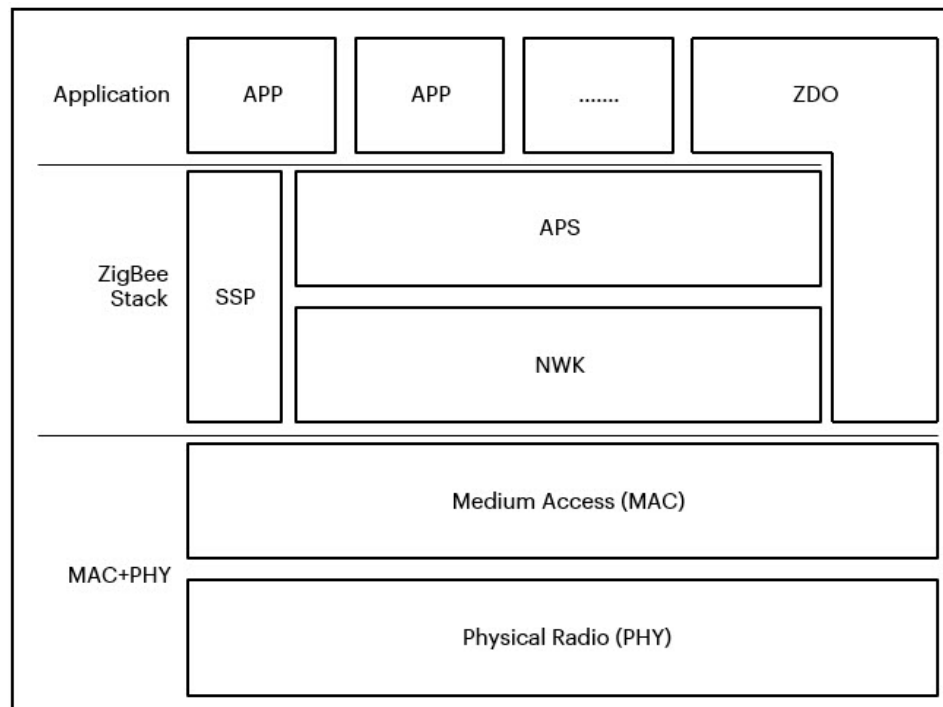 Application
APP
APP
.......
ZDO
ZigBee
Stack
SSP
APS
NWK
MAC+PHY
Medium Access (MAC)
Physical Radio (PHY)